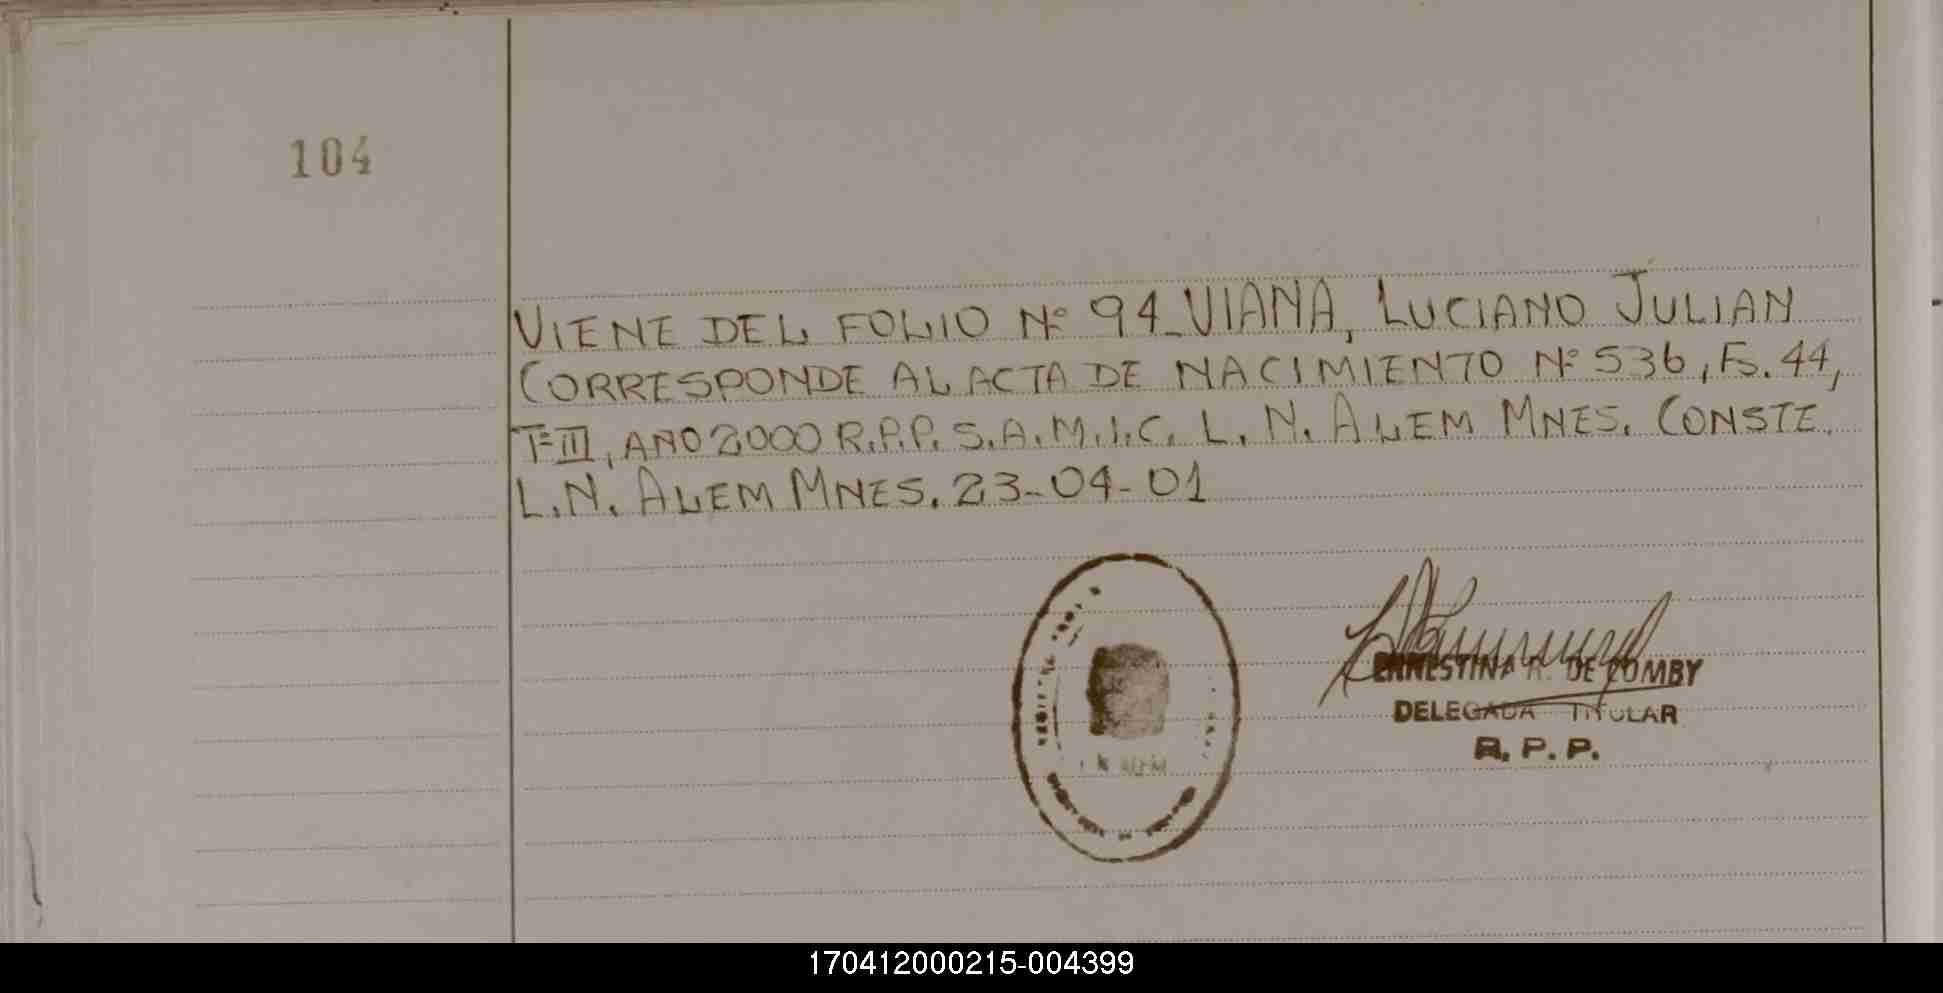 104
VIENE DEL FOLIO Nº 94_VIANA, LUCIANO JULIAN
CORRESPONDE AL ACTA DE NACIMIENTO Nº 536, Fs. 44,
Tº III, AÑO 2000 R.P.P. S.A.M.I.C. L. N. ALEM MNES. CONSTE.
L.N. ALEM MNES. 23-04-01
ERNESTINA R. DE COMBY
DELEGADA TITULAR
R. P. P.
170412000215-004399